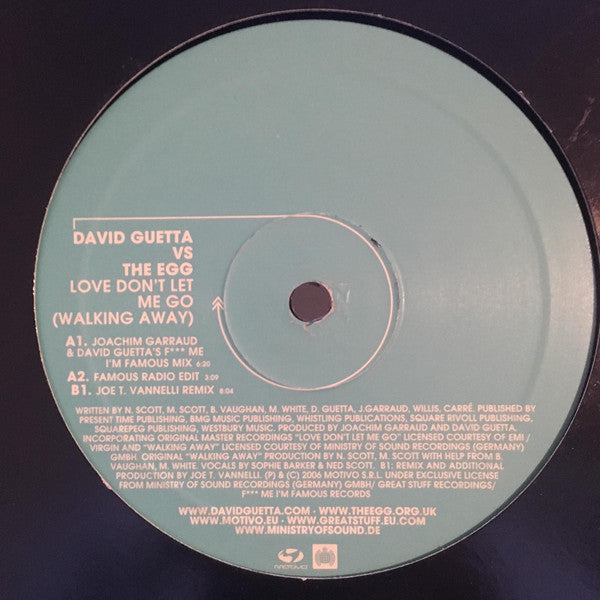 DAVID GUETTA
VS
THE EGG
LOVE DON'T LET
ME GO
(WALKING AWAY)
A1. JOACHIM GARRAUD
& DAVID GUETTA'S F*** ME
I'M FAMOUS MIX 6:20
A2. FAMOUS RADIO EDIT 3:09
B1. JOE T. VANNELLI REMIX 8:04
WRITTEN BY N. SCOTT, M. SCOTT, B. VAUGHAN, M. WHITE, D. GUETTA, J.GARRAUD, WILLIS, CARRÉ. PUBLISHED BY
PRESENT TIME PUBLISHING, BMG MUSIC PUBLISHING, WHISTLING PUBLICATIONS, SQUARE RIVOLI PUBLISHING,
SQUAREPEG PUBLISHING, WESTBURY MUSIC. PRODUCED BY JOACHIM GARRAUD AND DAVID GUETTA.
INCORPORATING ORIGINAL MASTER RECORDINGS "LOVE DON'T LET ME GO" LICENSED COURTESY OF EMI /
VIRGIN AND "WALKING AWAY" LICENSED COURTESY OF MINISTRY OF SOUND RECORDINGS (GERMANY)
GMBH. ORIGINAL "WALKING AWAY" PRODUCTION BY N. SCOTT, M. SCOTT WITH HELP FROM B.
VAUGHAN, M. WHITE. VOCALS BY SOPHIE BARKER & NED SCOTT. B1: REMIX AND ADDITIONAL
PRODUCTION BY JOE T. VANNELLI. (P) & (C) 2006 MOTIVO S.R.L. UNDER EXCLUSIVE LICENSE
FROM MINISTRY OF SOUND RECORDINGS (GERMANY) GMBH/ GREAT STUFF RECORDINGS/
F*** ME I'M FAMOUS RECORDS
WWW.DAVIDGUETTA.COM · WWW.THEEGG.ORG.UK
WWW.MOTIVO.EU · WWW.GREATSTUFF.EU.COM
WWW.MINISTRYOFSOUND.DE
MOTIVO